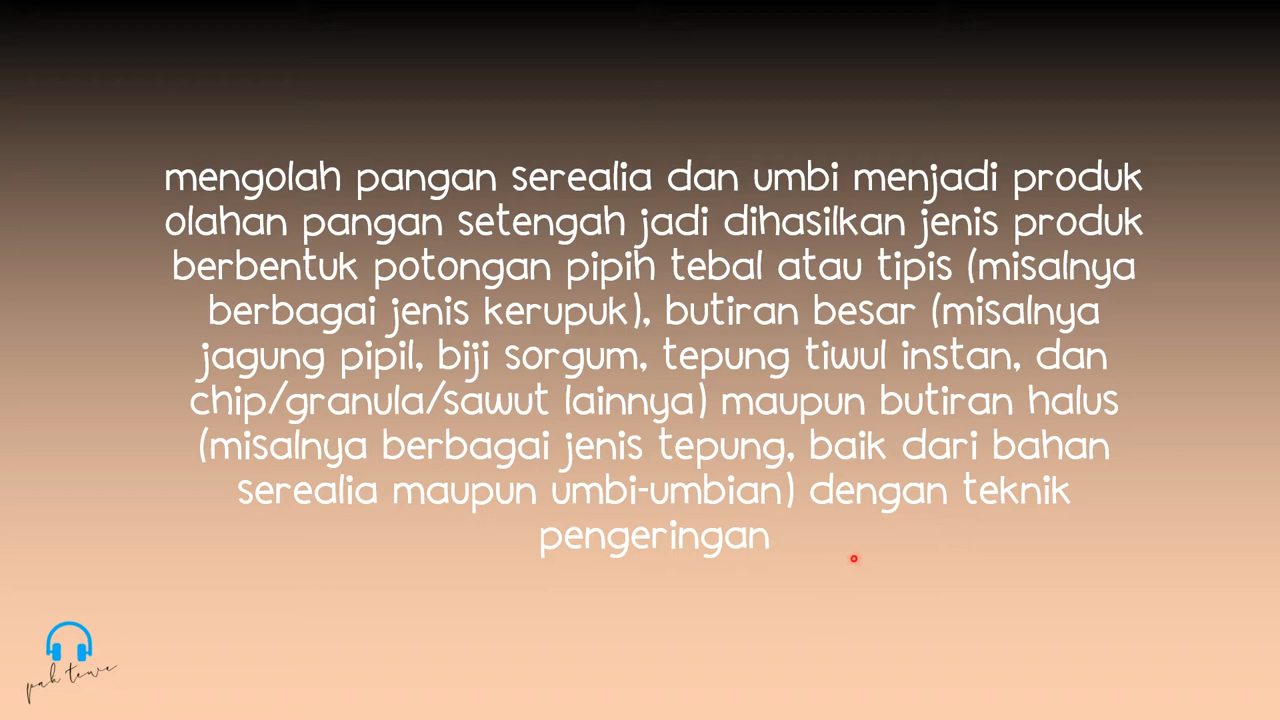 mengolah pangan serealia dan umbi menjadi produk
olahan pangan setengah jadi dihasilkan jenis produk
berbentuk potongan pipih tebal atau tipis (misalnya
berbagai jenis kerupuk), butiran besar (misalnya
jagung pipil, biji sorgum, tepung tiwul instan, dan
chip/granula/sawut lainnya) maupun butiran halus
(misalnya berbagai jenis tepung, baik dari bahan
serealia maupun umbi-umbian) dengan teknik
pengeringan
pak tewe